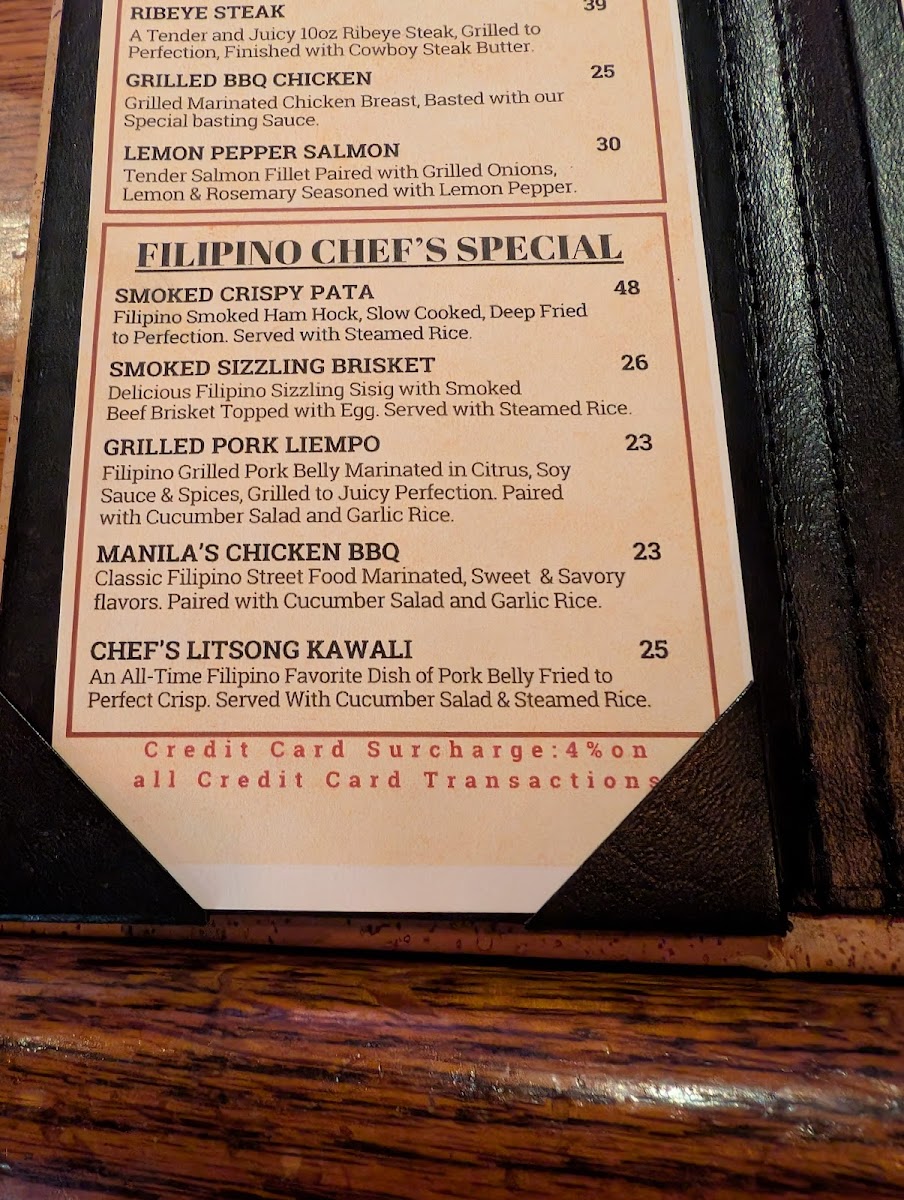 RIBEYE STEAK 39
A Tender and Juicy 10oz Ribeye Steak, Grilled to
Perfection, Finished with Cowboy Steak Butter.
GRILLED BBQ CHICKEN 25
Grilled Marinated Chicken Breast, Basted with our
Special basting Sauce.
LEMON PEPPER SALMON 30
Tender Salmon Fillet Paired with Grilled Onions,
Lemon & Rosemary Seasoned with Lemon Pepper.
FILIPINO CHEF'S SPECIAL
SMOKED CRISPY PATA 48
Filipino Smoked Ham Hock, Slow Cooked, Deep Fried
to Perfection. Served with Steamed Rice.
SMOKED SIZZLING BRISKET 26
Delicious Filipino Sizzling Sisig with Smoked
Beef Brisket Topped with Egg. Served with Steamed Rice.
GRILLED PORK LIEMPO 23
Filipino Grilled Pork Belly Marinated in Citrus, Soy
Sauce & Spices, Grilled to Juicy Perfection. Paired
with Cucumber Salad and Garlic Rice.
MANILA'S CHICKEN BBQ 23
Classic Filipino Street Food Marinated, Sweet & Savory
flavors. Paired with Cucumber Salad and Garlic Rice.
CHEF'S LITSONG KAWALI 25
An All-Time Filipino Favorite Dish of Pork Belly Fried to
Perfect Crisp. Served With Cucumber Salad & Steamed Rice.
Credit Card Surcharge:4%on
all Credit Card Transactions